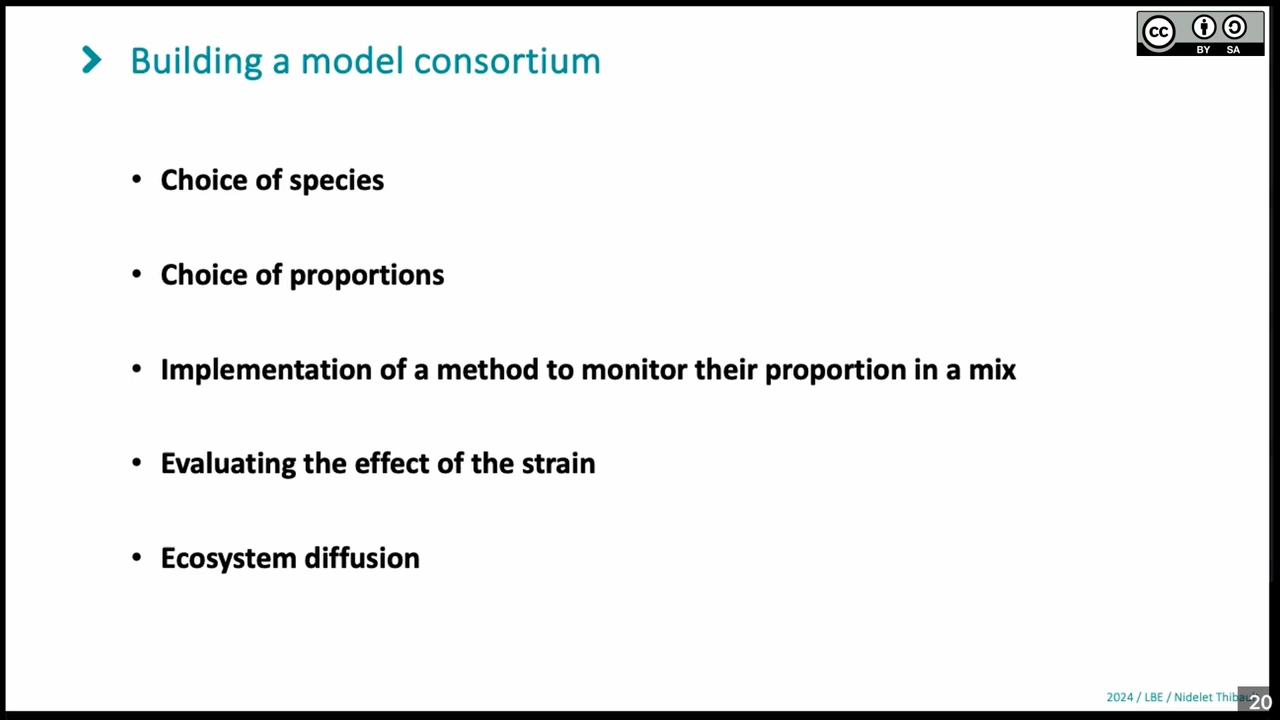 Building a model consortium
cc
BY SA
• Choice of species
• Choice of proportions
• Implementation of a method to monitor their proportion in a mix
• Evaluating the effect of the strain
• Ecosystem diffusion
2024 / LBE / Nidelet
20